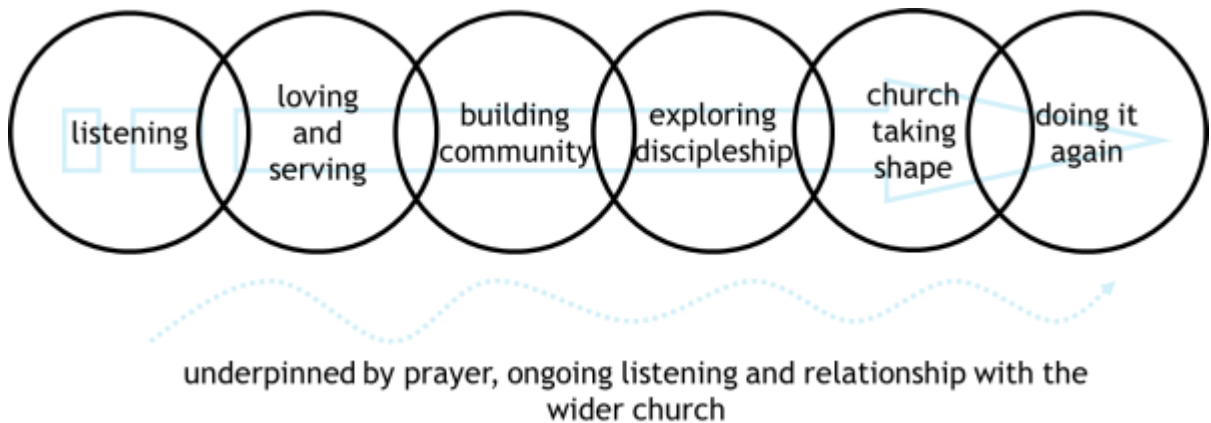 listening
loving
and
serving
building
community
exploring
discipleship
church
taking
shape
doing it
again
underpinned by prayer, ongoing listening and relationship with the
wider church